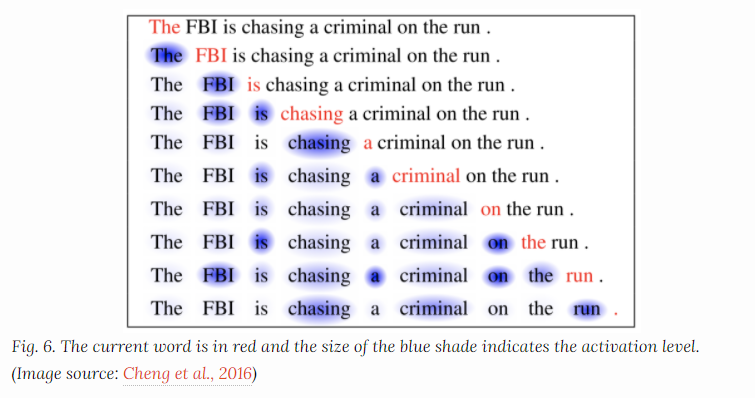 The FBI is chasing a criminal on the run .
The FBI is chasing a criminal on the run .
The FBI is chasing a criminal on the run .
The FBI is chasing a criminal on the run .
The FBI is chasing a criminal on the run .
The FBI is chasing a criminal on the run .
The FBI is chasing a criminal on the run .
The FBI is chasing a criminal on the run .
The FBI is chasing a criminal on the run .
The FBI is chasing a criminal on the run .
Fig. 6. The current word is in red and the size of the blue shade indicates the activation level.
(Image source: Cheng et al., 2016)